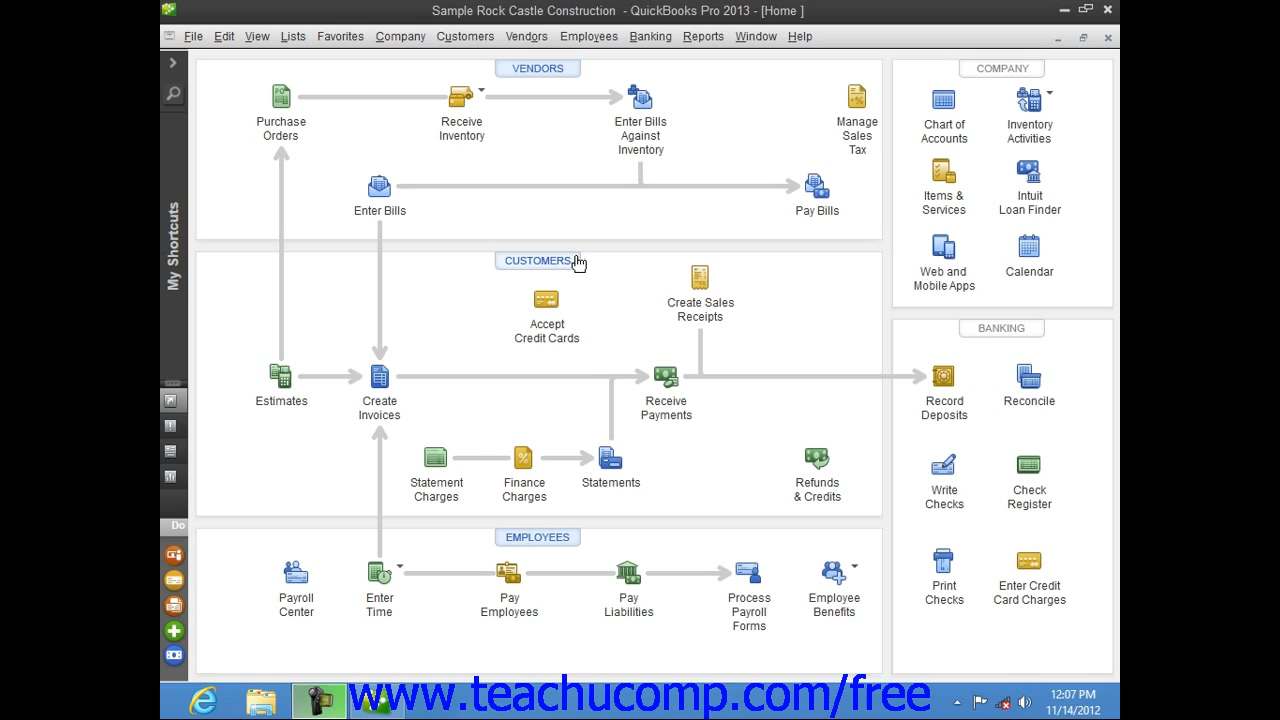 Sample Rock Castle Construction - QuickBooks Pro 2013 - [Home ]
File Edit View Lists Favorites Company Customers Vendors Employees Banking Reports Window Help
My Shortcuts
Do
VENDORS
Purchase
Orders
Receive
Inventory
Enter Bills
Against
Inventory
Manage
Sales
Tax
Enter Bills
Pay Bills
CUSTOMERS
Accept
Credit Cards
Create Sales
Receipts
Estimates
Create
Invoices
Receive
Payments
Statement
Charges
Finance
Charges
Statements
Refunds
& Credits
EMPLOYEES
Payroll
Center
Enter
Time
Pay
Employees
Pay
Liabilities
Process
Payroll
Forms
Employee
Benefits
COMPANY
Chart of
Accounts
Inventory
Activities
Items &
Services
Intuit
Loan Finder
Web and
Mobile Apps
Calendar
BANKING
Record
Deposits
Reconcile
Write
Checks
Check
Register
Print
Checks
Enter Credit
Card Charges
www.teachucomp.com/free
12:07 PM
11/14/2012